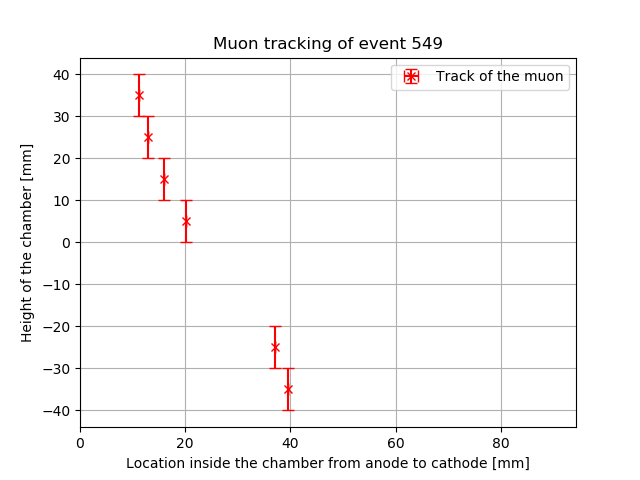 Muon tracking of event 549
Track of the muon
Height of the chamber [mm]
40
30
20
10
0
−10
−20
−30
−40
0 20 40 60 80
Location inside the chamber from anode to cathode [mm]